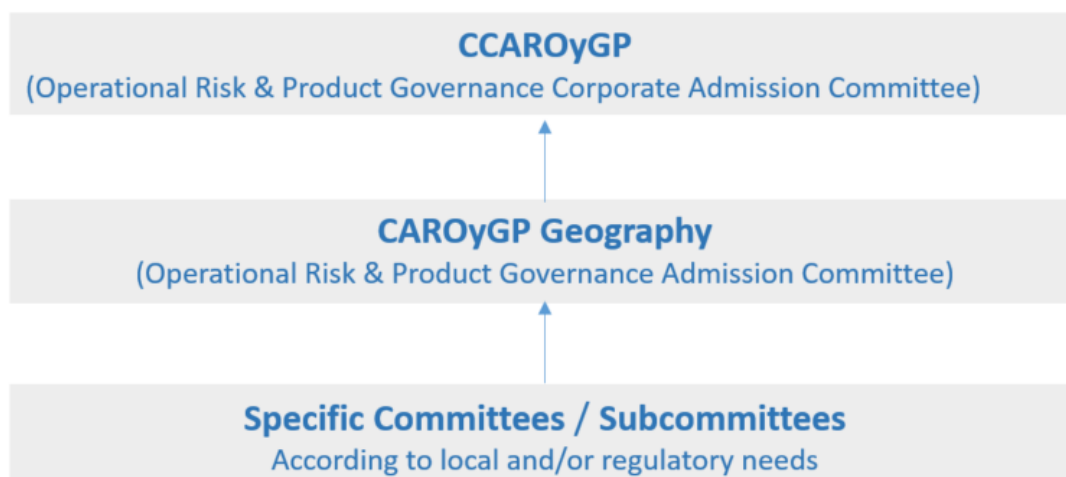 CCAROyGP
(Operational Risk & Product Governance Corporate Admission Committee)
CAROyGP Geography
(Operational Risk & Product Governance Admission Committee)
Specific Committees / Subcommittees
According to local and/or regulatory needs